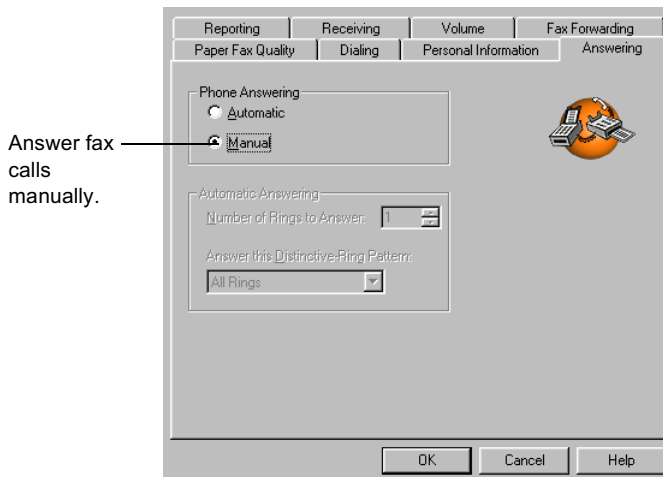 Reporting Receiving Volume Fax Forwarding
Paper Fax Quality Dialing Personal Information Answering
Phone Answering
Automatic
Manual
Answer fax
calls
manually.
Automatic Answering
Number of Rings to Answer: 1
Answer this Distinctive-Ring Pattern:
All Rings
OK Cancel Help